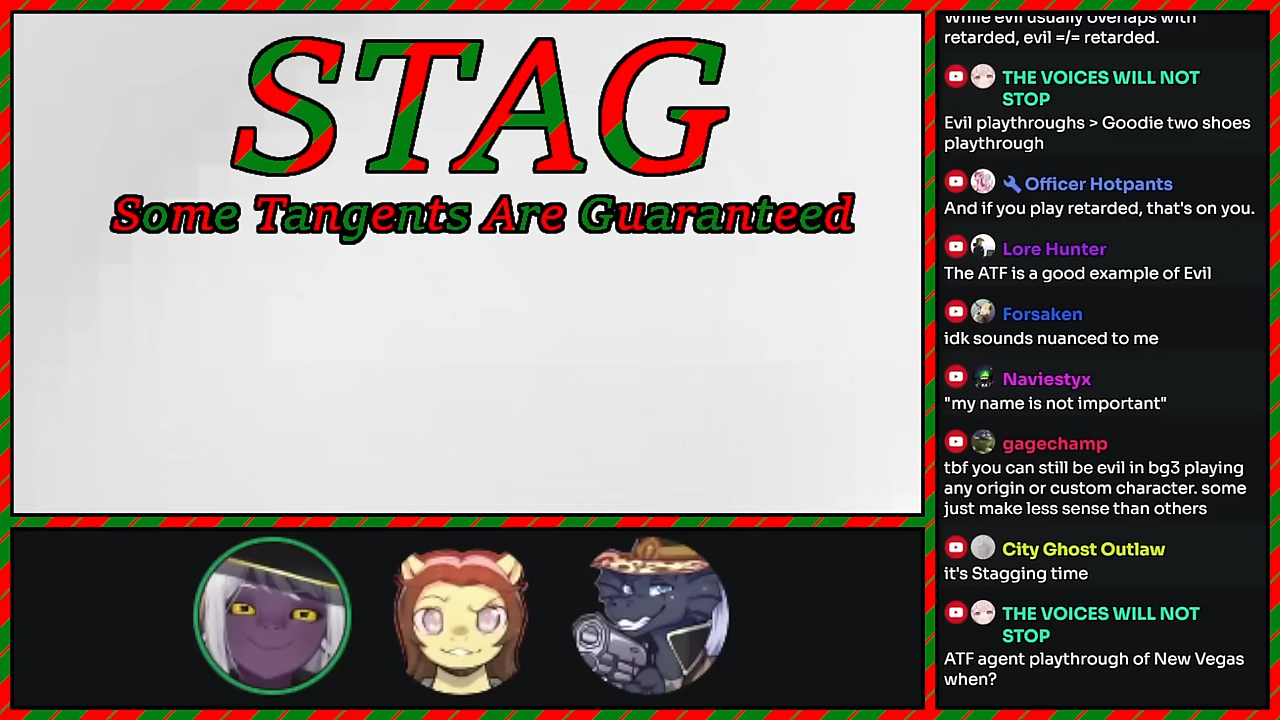 STAG
Some Tangents Are Guaranteed
While evil usually overlaps with
retarded, evil =/= retarded.
THE VOICES WILL NOT
STOP
Evil playthroughs > Goodie two shoes
playthrough
Officer Hotpants
And if you play retarded, that's on you.
Lore Hunter
The ATF is a good example of Evil
Forsaken
idk sounds nuanced to me
Naviestyx
"my name is not important"
gagechamp
tbf you can still be evil in bg3 playing
any origin or custom character. some
just make less sense than others
City Ghost Outlaw
it's Stagging time
THE VOICES WILL NOT
STOP
ATF agent playthrough of New Vegas
when?